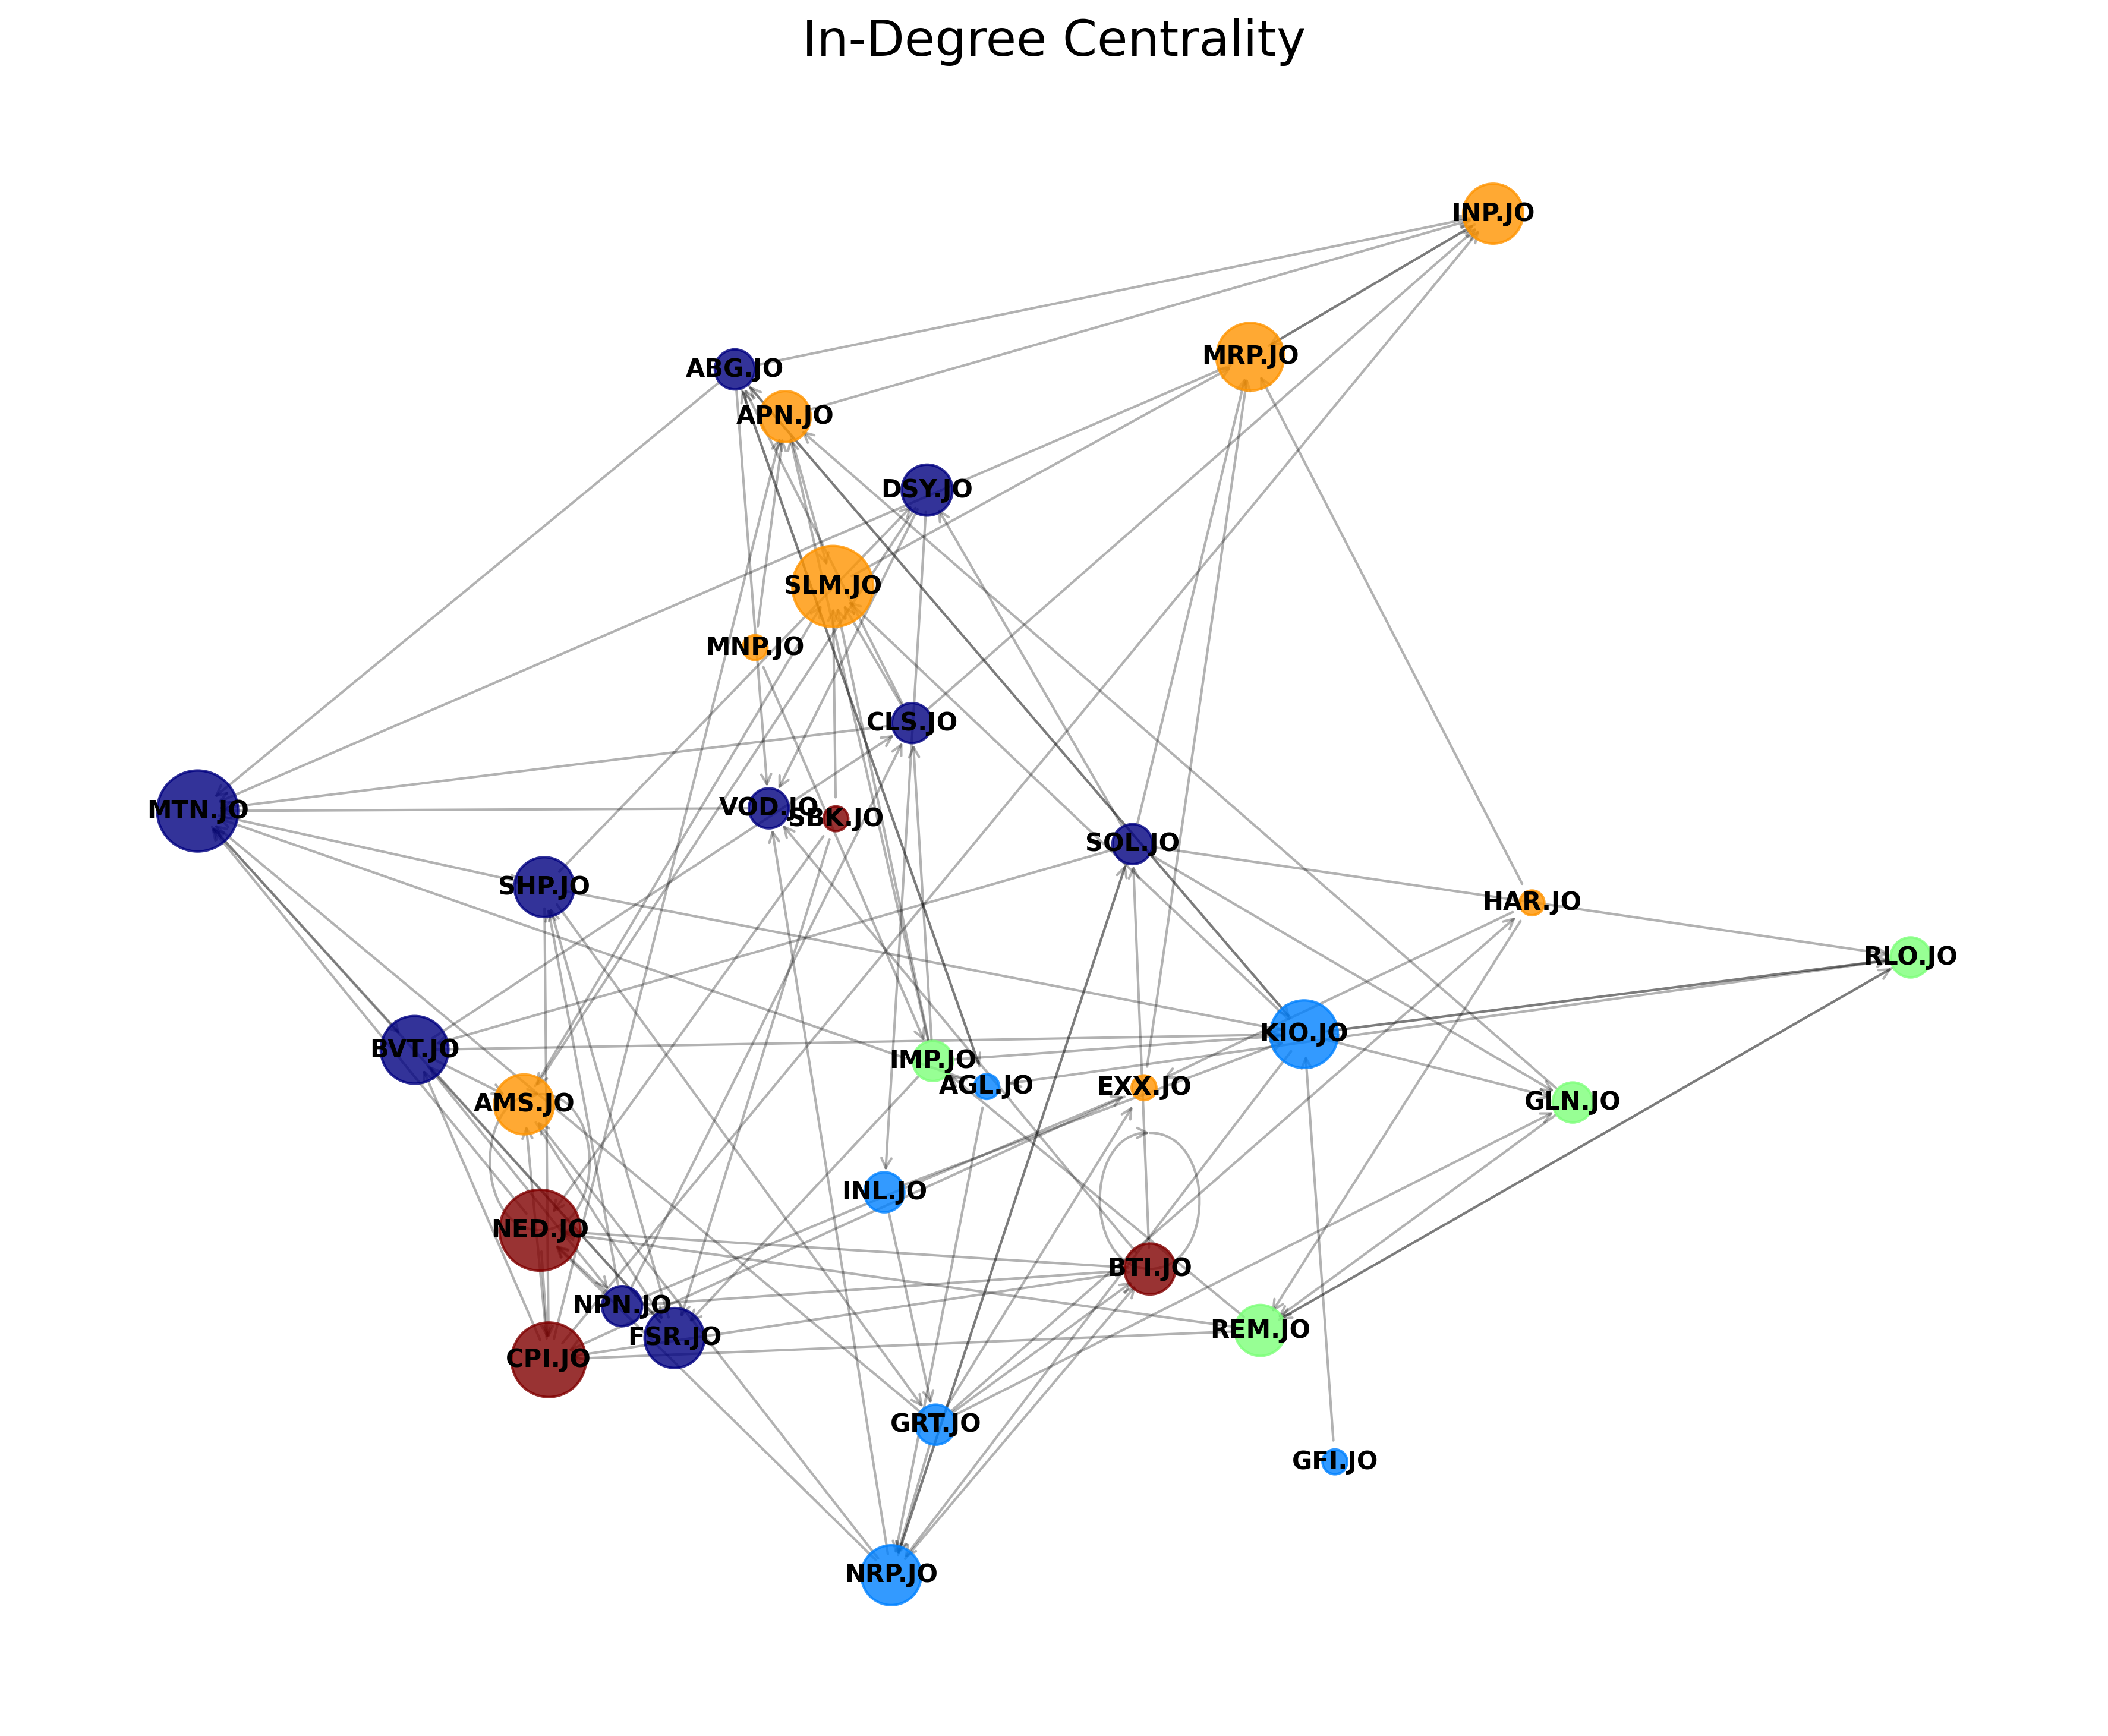 In-Degree Centrality
INP.JO
MRP.JO
ABG.JO
APN.JO
DSY.JO
SLM.JO
MNP.JO
CLS.JO
MTN.JO
VOD.JO
SBK.JO
SOL.JO
SHP.JO
HAR.JO
RLO.JO
KIO.JO
BVT.JO
IMP.JO
AGL.JO
EXX.JO
GLN.JO
AMS.JO
INL.JO
NED.JO
BTI.JO
NPN.JO
REM.JO
FSR.JO
CPI.JO
GRT.JO
GFI.JO
NRP.JO